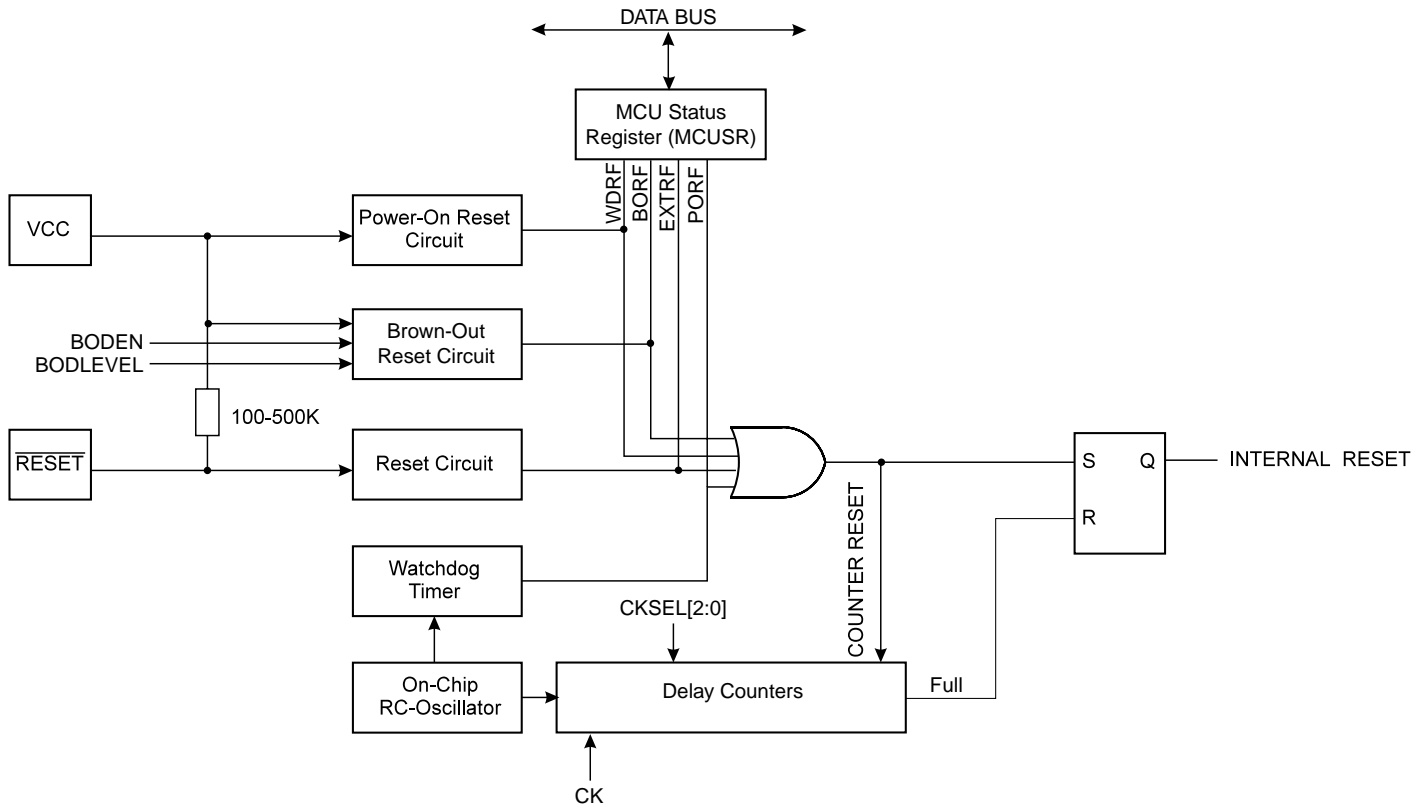 DATA BUS
MCU Status
Register (MCUSR)
WDRF
BORF
EXTRF
PORF
VCC
Power-On Reset
Circuit
BODEN
BODLEVEL
Brown-Out
Reset Circuit
100-500K
RESET
Reset Circuit
S
Q
INTERNAL RESET
R
COUNTER RESET
Watchdog
Timer
CKSEL[2:0]
On-Chip
RC-Oscillator
Delay Counters
Full
CK